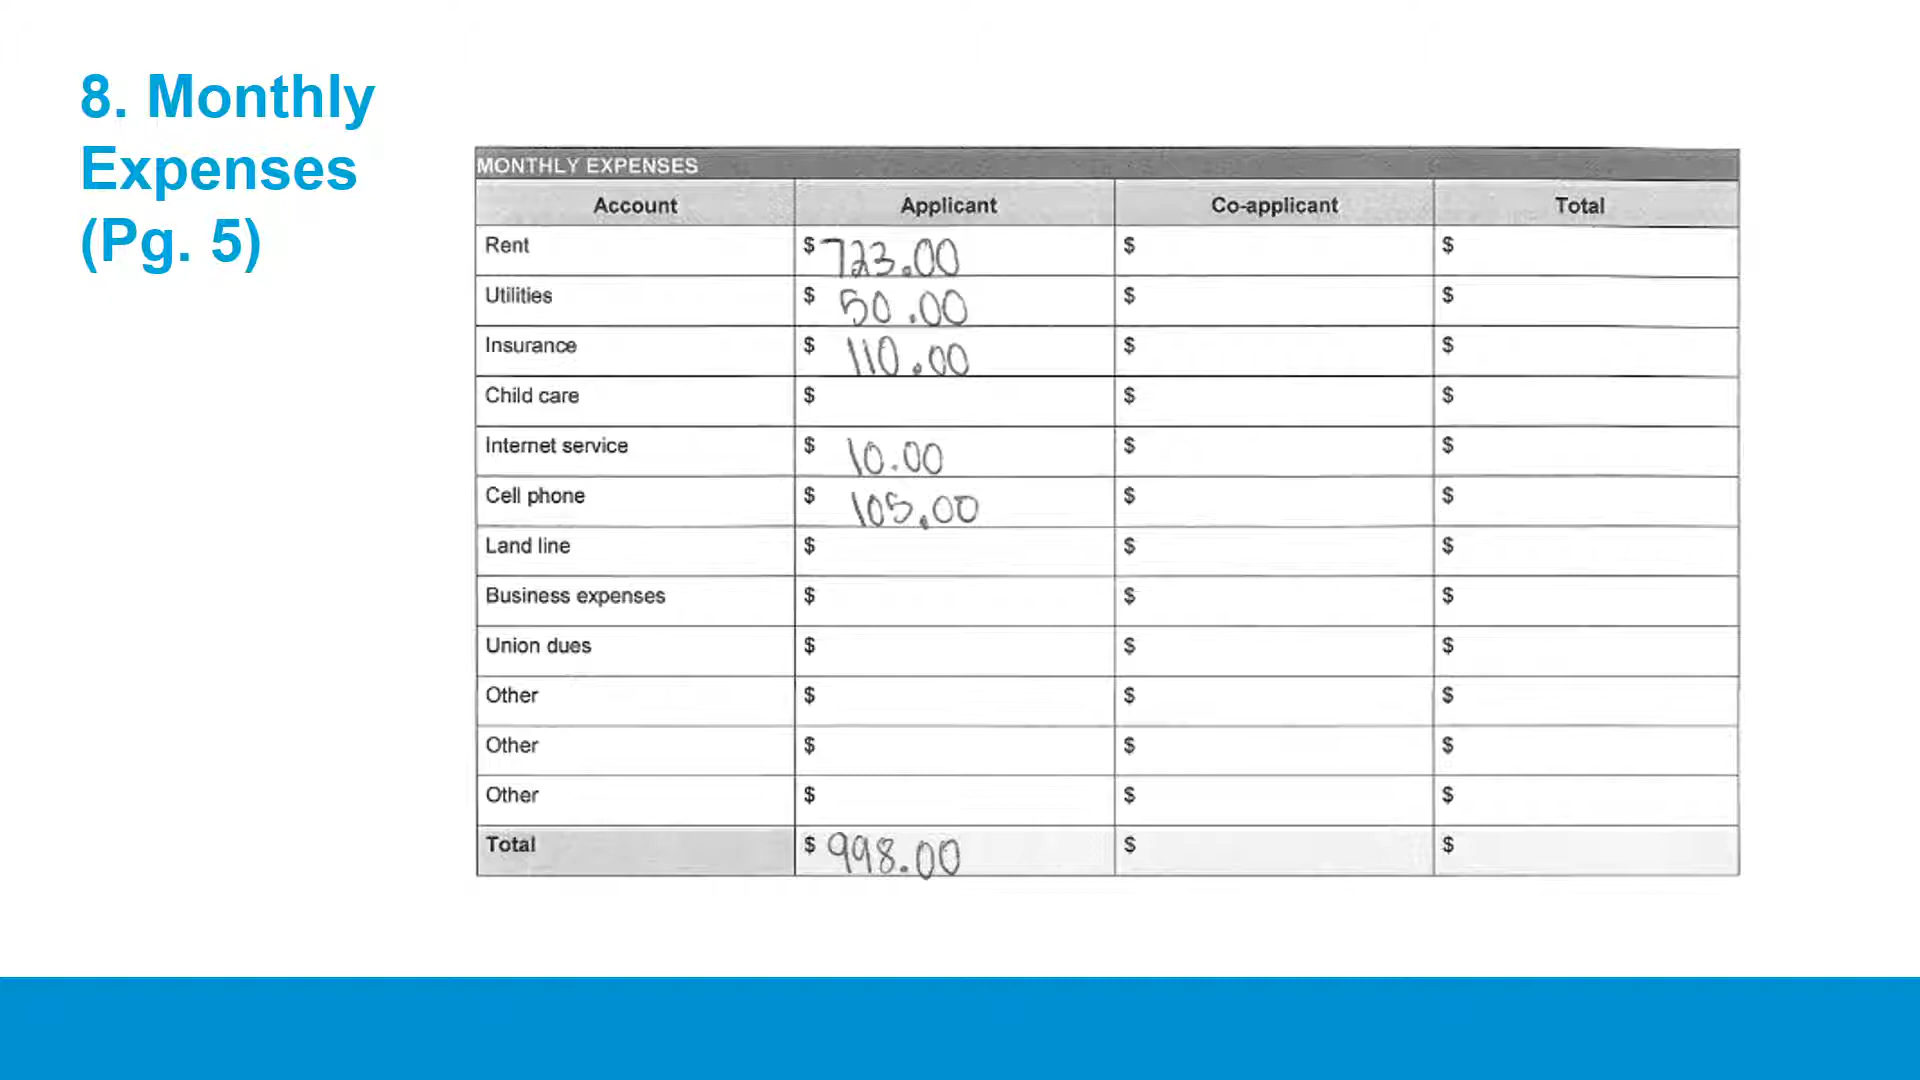 8. Monthly
Expenses
(Pg. 5)
MONTHLY EXPENSES
Account Applicant Co-applicant Total
Rent $ 723.00 $ $
Utilities $ 50.00 $ $
Insurance $ 110.00 $ $
Child care $ $ $
Internet service $ 10.00 $ $
Cell phone $ 105.00 $ $
Land line $ $ $
Business expenses $ $ $
Union dues $ $ $
Other $ $ $
Other $ $ $
Other $ $ $
Total $ 998.00 $ $